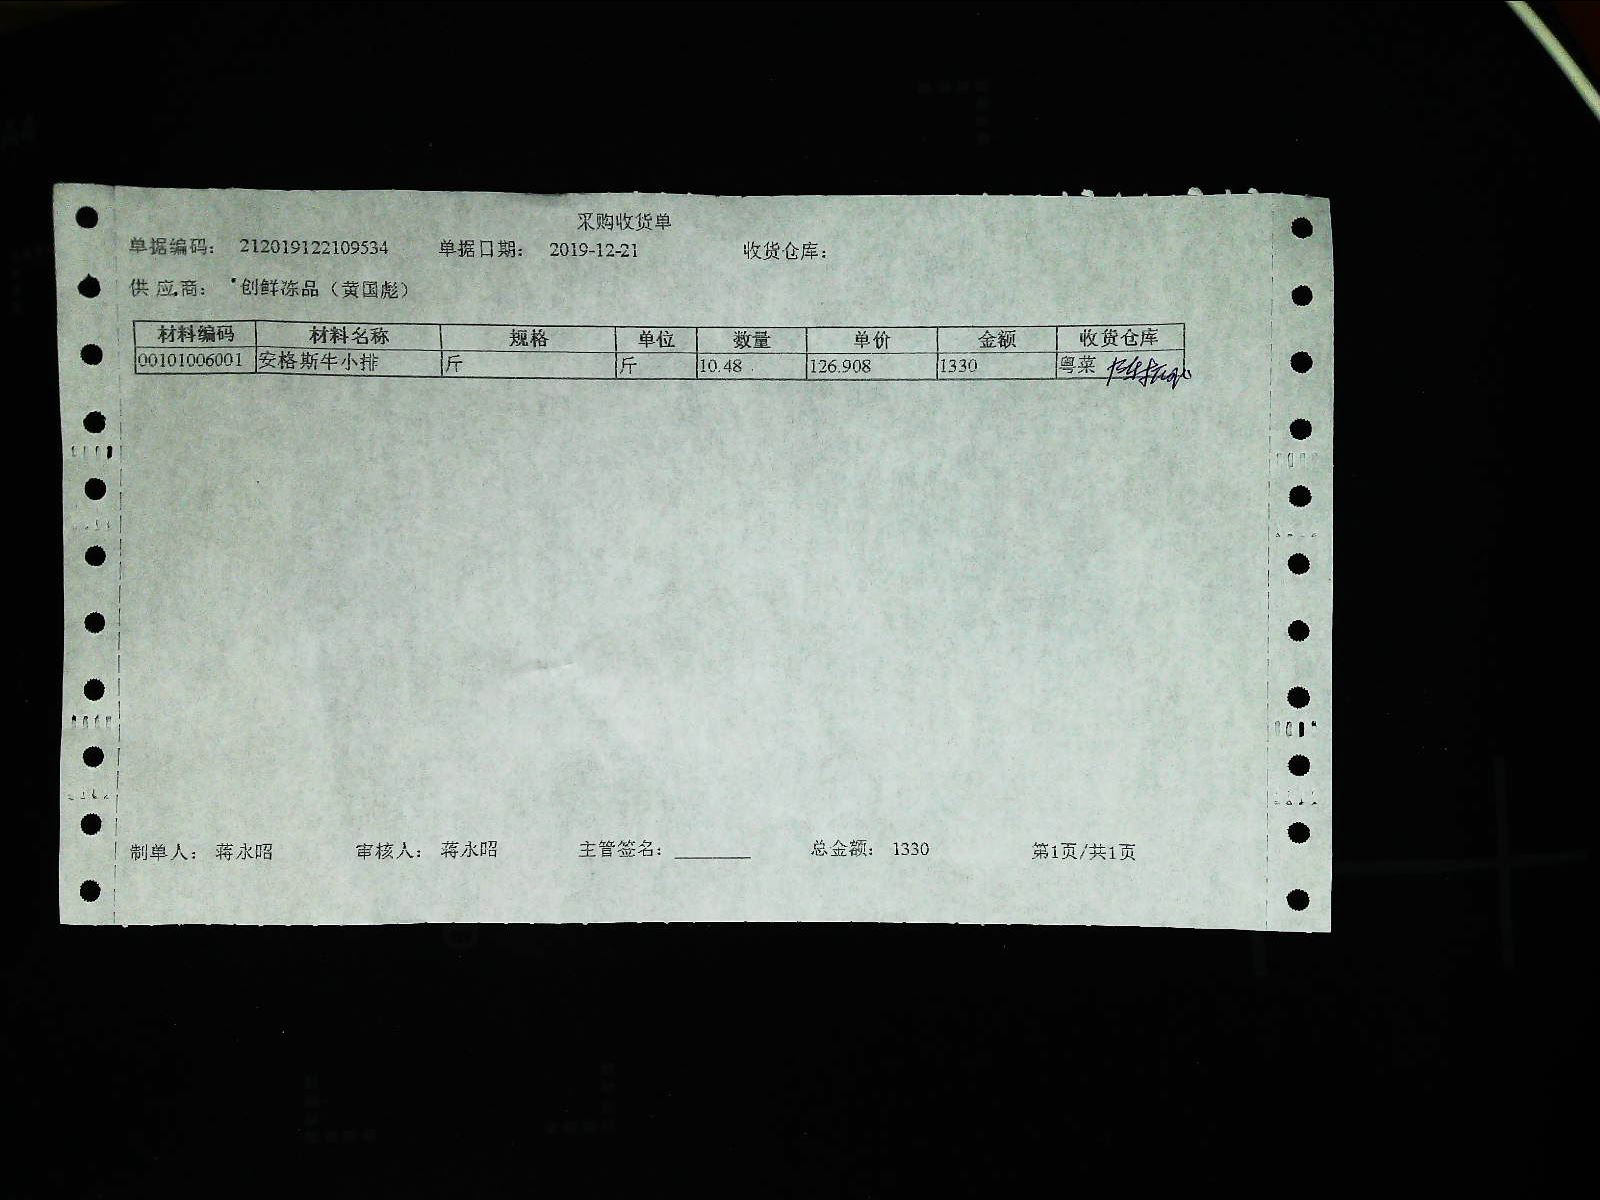 采购收货单
单据编码: 212019122109534 单据日期: 2019-12-21 收货仓库:
供应商: 创鲜冻品（黄国彪）
材料编码 材料名称 规格 单位 数量 单价 金额 收货仓库
00101006001 安格斯牛小排 斤 斤 10.48 126.908 1330 粤菜
制单人: 蒋永昭 审核人: 蒋永昭 主管签名: 总金额: 1330 第1页/共1页